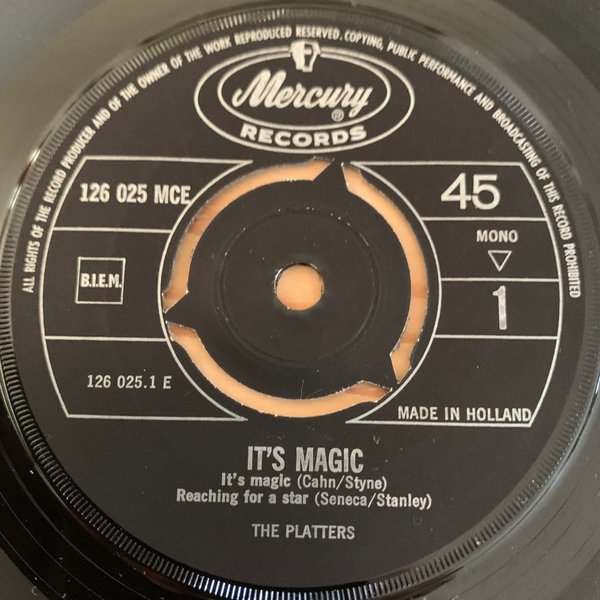 ALL RIGHTS OF THE RECORD PRODUCER AND OF THE OWNER OF THE WORK REPRODUCED RESERVED. COPYING, PUBLIC PERFORMANCE AND BROADCASTING OF THIS RECORD PROHIBITED
Mercury ®
RECORDS
126 025 MCE
45
MONO
B.I.E.M.
1
126 025.1 E
MADE IN HOLLAND
IT'S MAGIC
It's magic (Cahn/Styne)
Reaching for a star (Seneca/Stanley)
THE PLATTERS